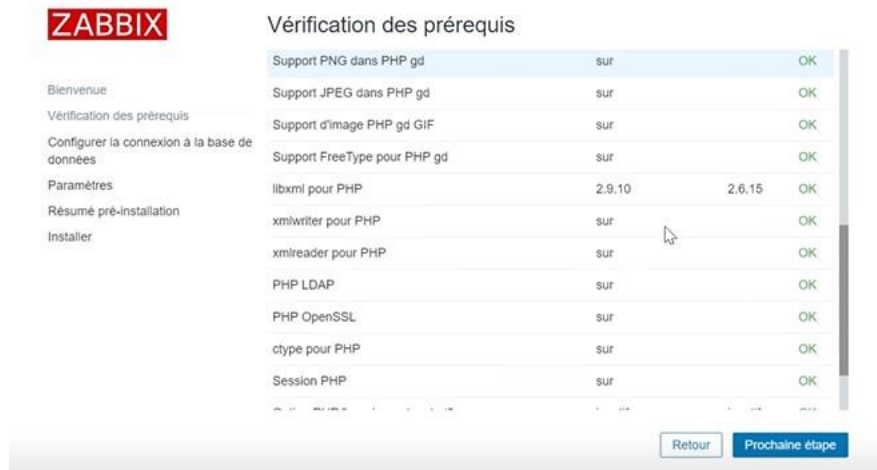 ZABBIX
Vérification des prérequis
Bienvenue
Vérification des prérequis
Configurer la connexion à la base de
données
Paramètres
Résumé pré-installation
Installer
Support PNG dans PHP gd sur OK
Support JPEG dans PHP gd sur OK
Support d'image PHP gd GIF sur OK
Support FreeType pour PHP gd sur OK
libxml pour PHP 2.9.10 2.6.15 OK
xmlwriter pour PHP sur OK
xmlreader pour PHP sur OK
PHP LDAP sur OK
PHP OpenSSL sur OK
ctype pour PHP sur OK
Session PHP sur OK
Retour Prochaine étape